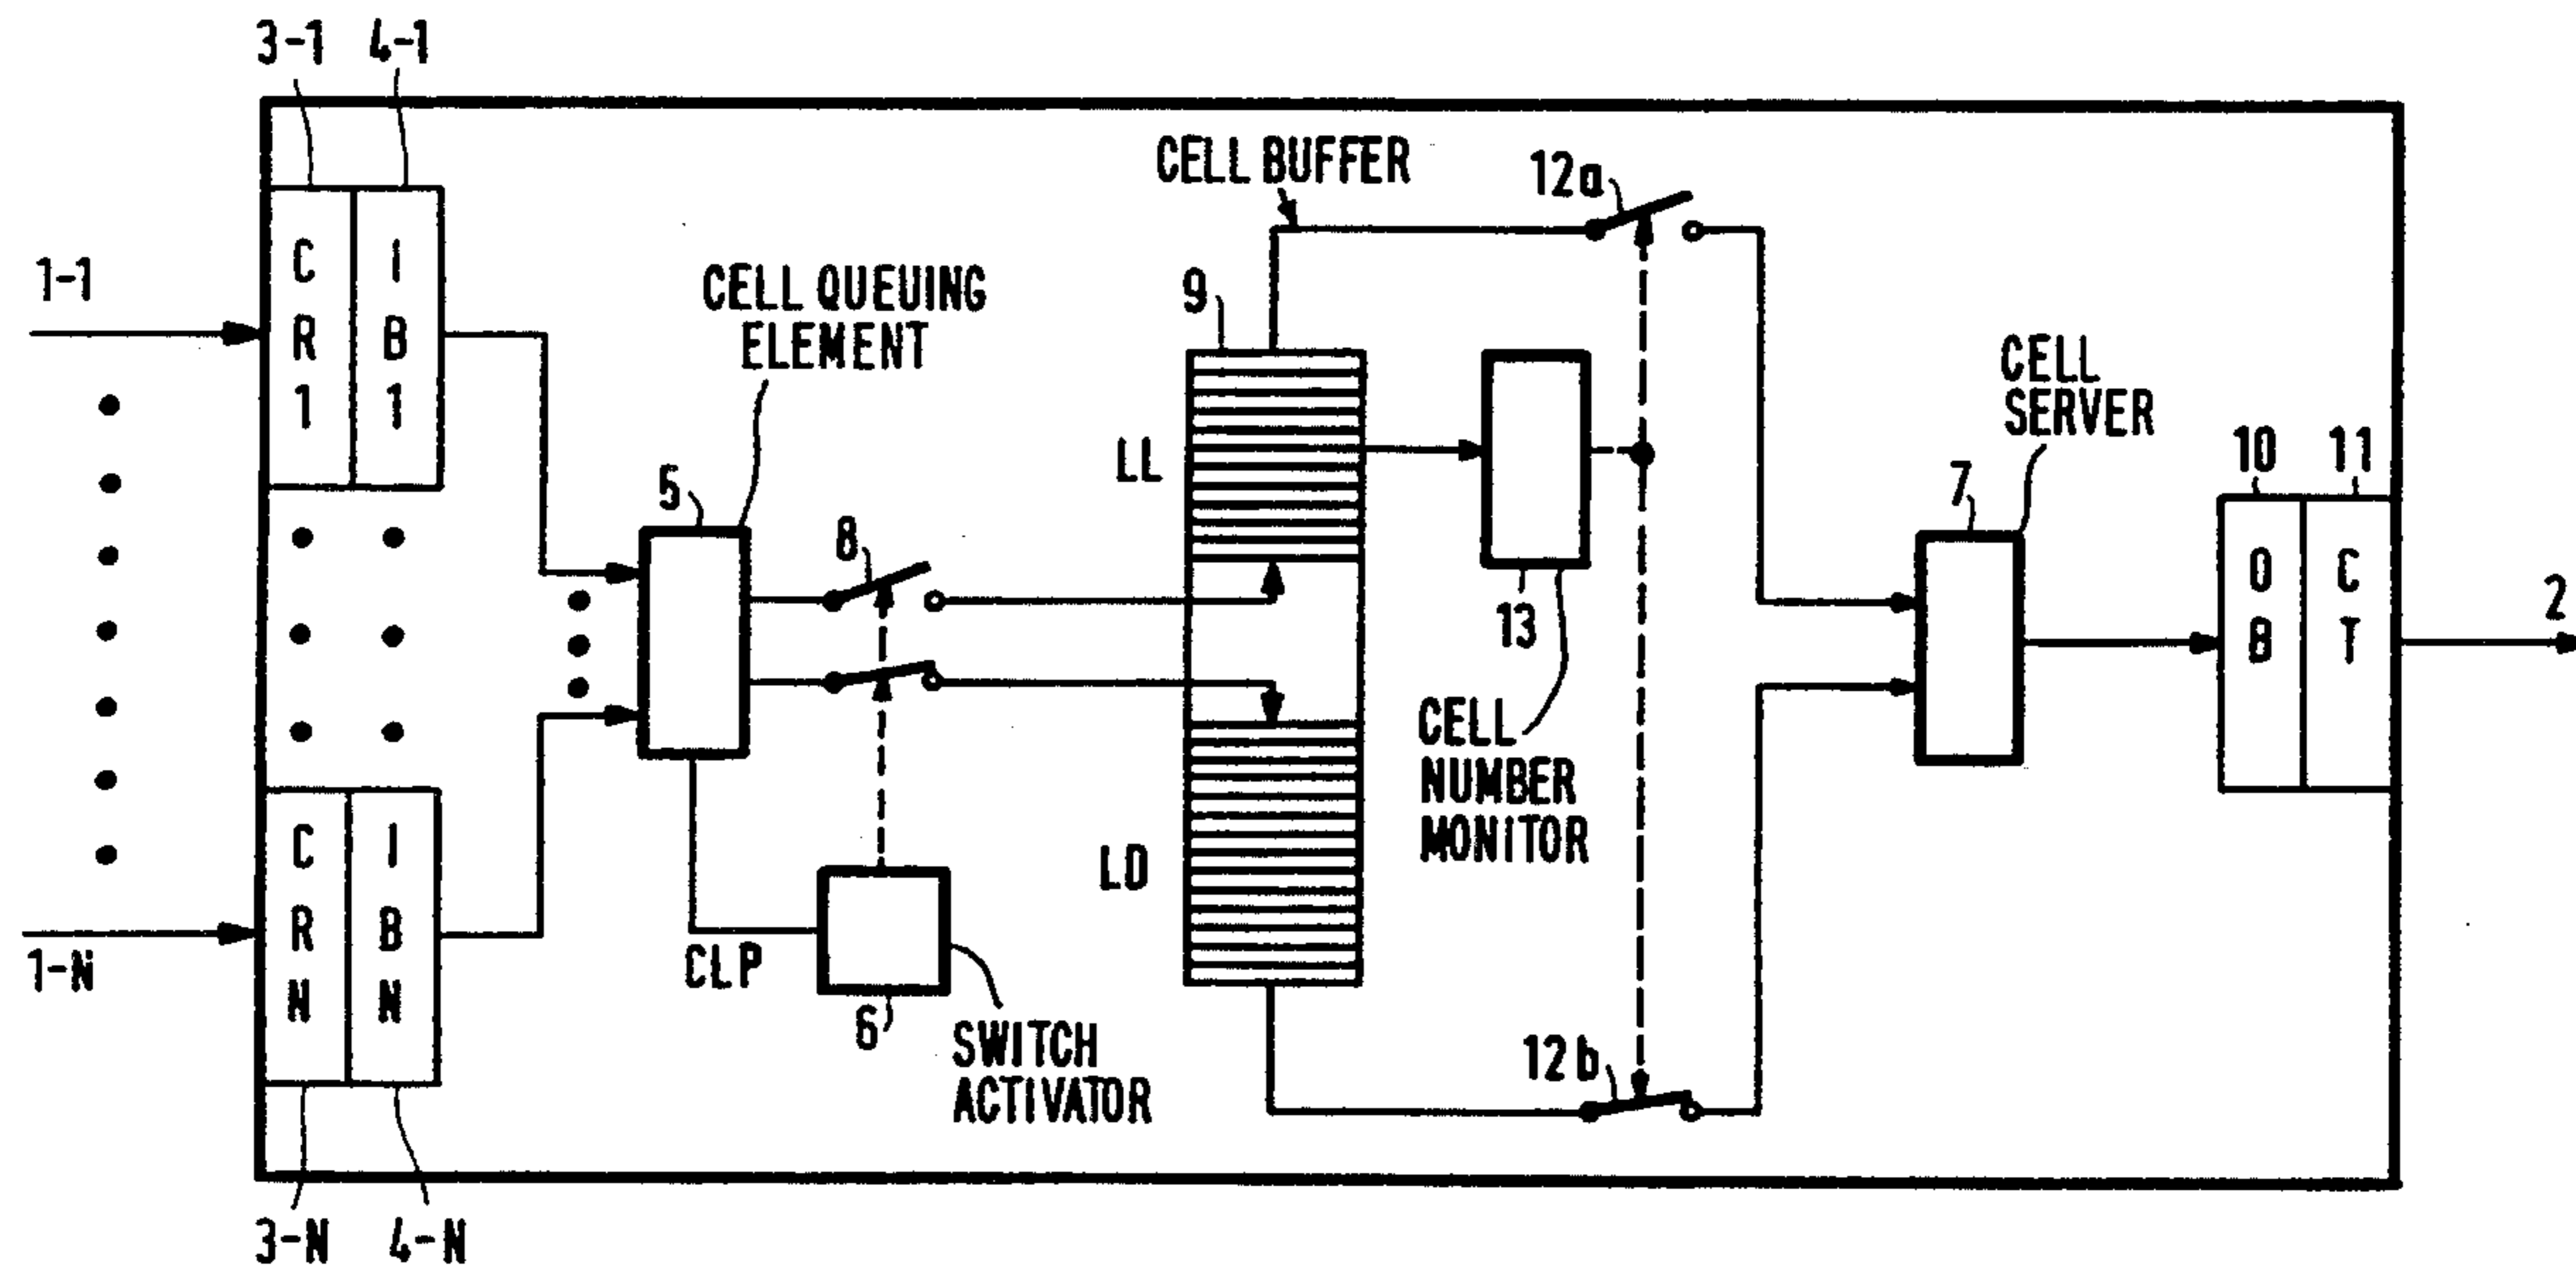 3-1 4-1
CELL BUFFER
12a
1-1
C
R
1
I
B
1
CELL QUEUING
ELEMENT
9
CELL
SERVER
LL
5
8
7
10 11
13
O
B
C
T
2
CELL
NUMBER
MONITOR
LD
1-N
C
R
N
I
B
N
CLP
6
SWITCH
ACTIVATOR
12b
3-N 4-N